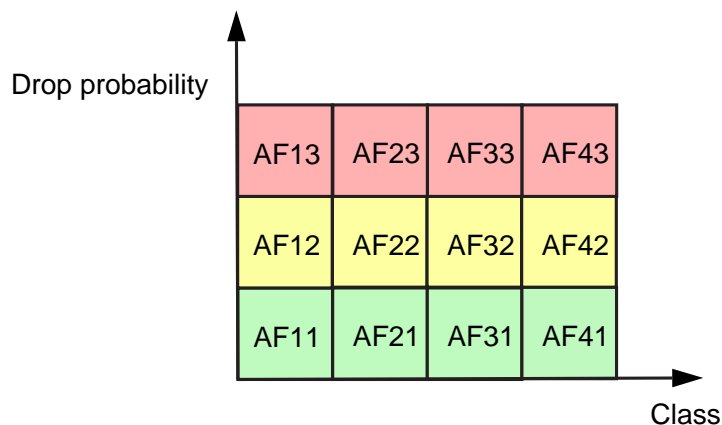 Drop probability
AF13 AF23 AF33 AF43
AF12 AF22 AF32 AF42
AF11 AF21 AF31 AF41
Class